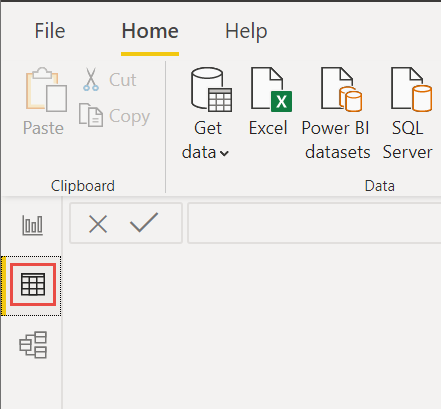 File Home Help
Cut
Copy
Paste
Get data
Excel
Power BI datasets
SQL Server
Clipboard
Data